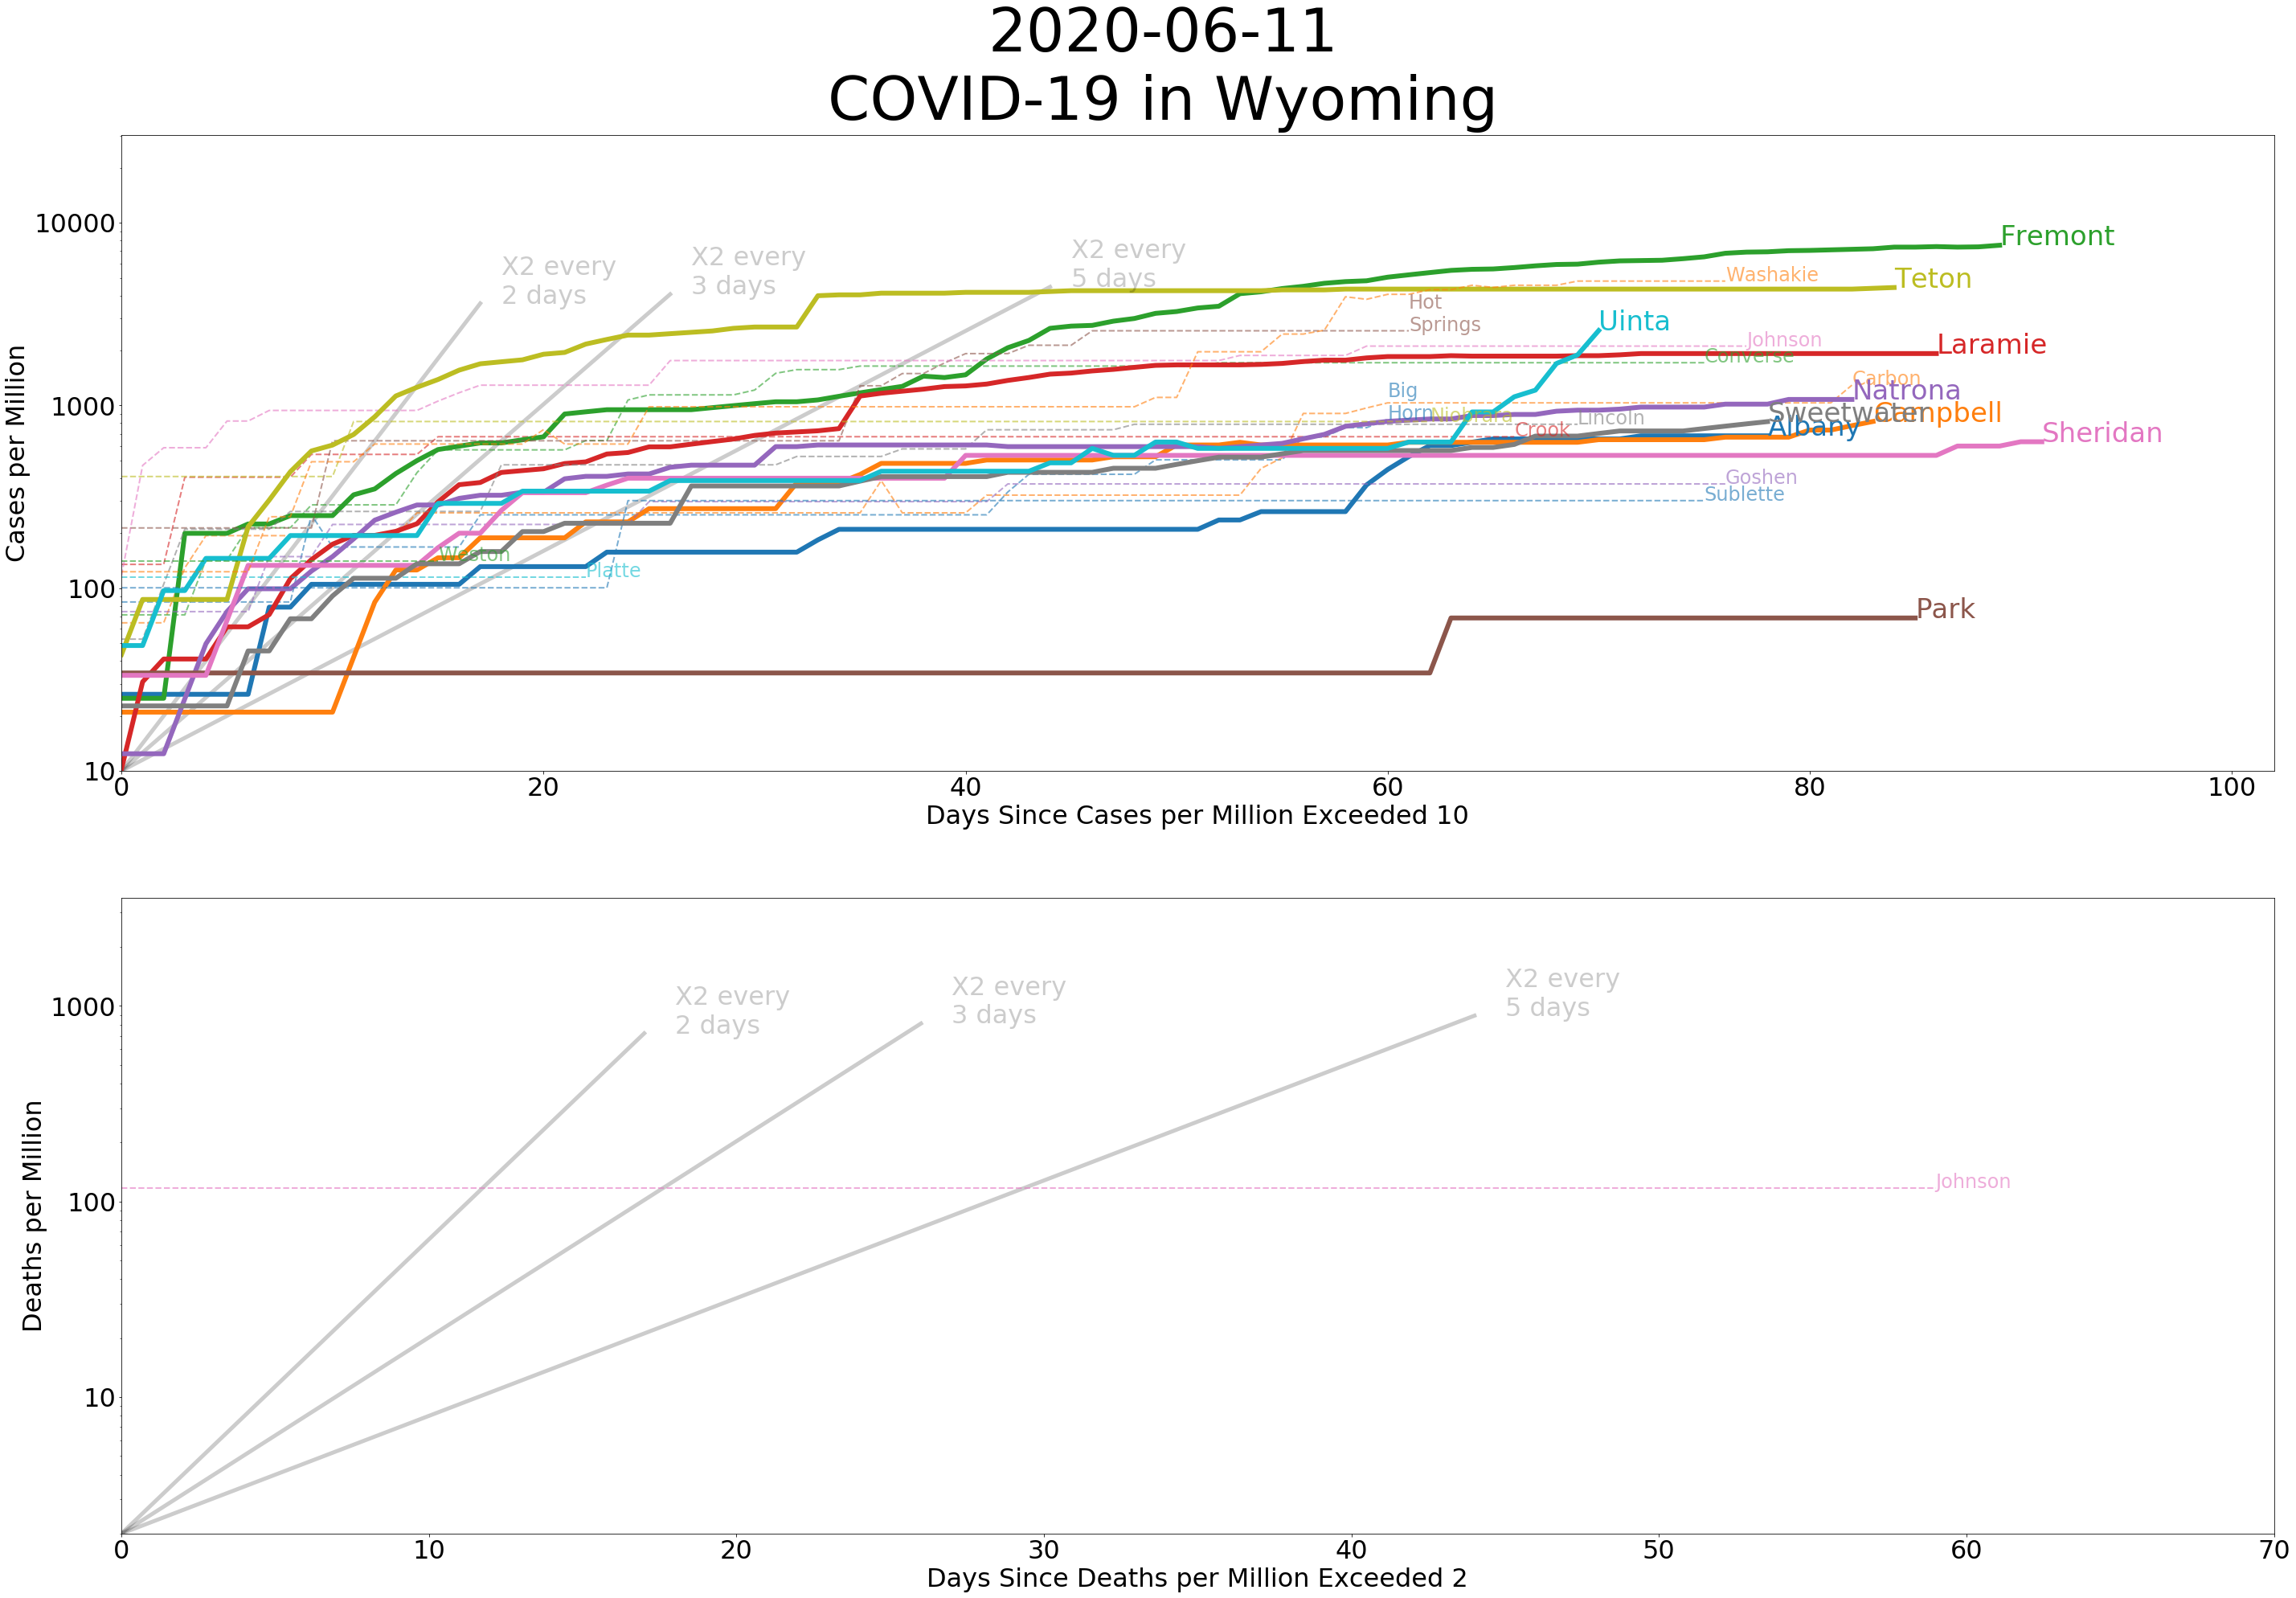 2020-06-11
COVID-19 in Wyoming
Cases per Million
10000
1000
100
10
X2 every
2 days
X2 every
3 days
X2 every
5 days
Fremont
Washakie
Teton
Hot
Springs
Uinta
Johnson
Laramie
Converse
Carbon
Big
Horn
Natrona
Niobrara
Lincoln
Sweetwater
Campbell
Crook
Albany
Sheridan
Goshen
Sublette
Weston
Platte
Park
0
20
40
60
80
100
Days Since Cases per Million Exceeded 10
Deaths per Million
1000
100
10
X2 every
2 days
X2 every
3 days
X2 every
5 days
Johnson
0
10
20
30
40
50
60
70
Days Since Deaths per Million Exceeded 2